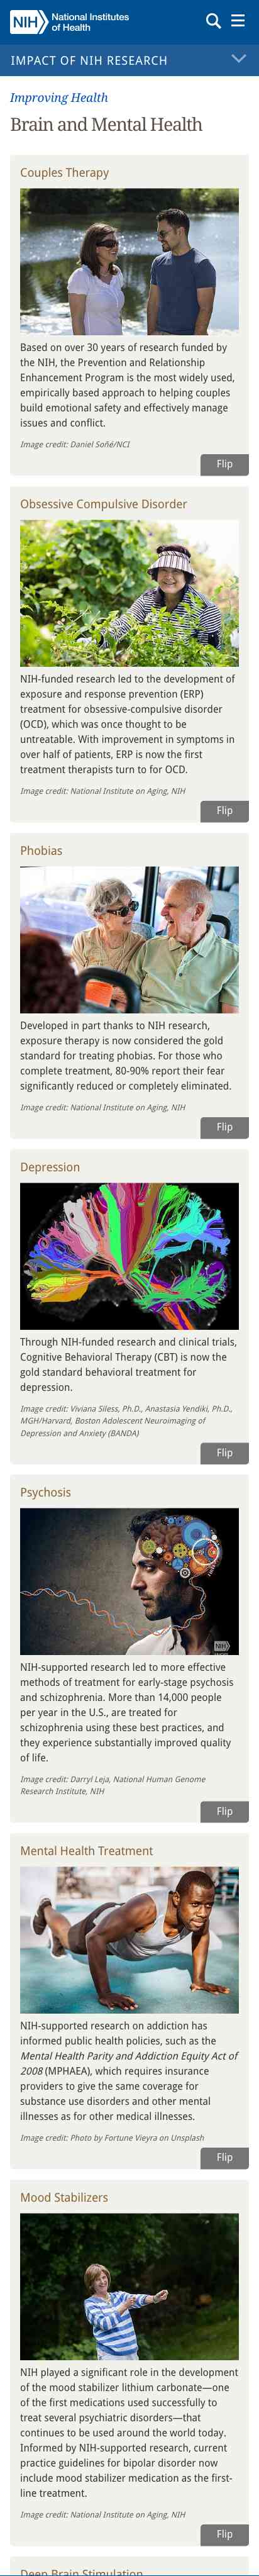 NIH National Institutes
of Health
IMPACT OF NIH RESEARCH
Improving Health
Brain and Mental Health
Couples Therapy
Based on over 30 years of research funded by
the NIH, the Prevention and Relationship
Enhancement Program is the most widely used,
empirically based approach to helping couples
build emotional safety and effectively manage
issues and conflict.
Image credit: Daniel Soñé/NCI
Flip
Obsessive Compulsive Disorder
NIH-funded research led to the development of
exposure and response prevention (ERP)
treatment for obsessive-compulsive disorder
(OCD), which was once thought to be
untreatable. With improvement in symptoms in
over half of patients, ERP is now the first
treatment therapists turn to for OCD.
Image credit: National Institute on Aging, NIH
Flip
Phobias
Developed in part thanks to NIH research,
exposure therapy is now considered the gold
standard for treating phobias. For those who
complete treatment, 80-90% report their fear
significantly reduced or completely eliminated.
Image credit: National Institute on Aging, NIH
Flip
Depression
Through NIH-funded research and clinical trials,
Cognitive Behavioral Therapy (CBT) is now the
gold standard behavioral treatment for
depression.
Image credit: Viviana Siless, Ph.D., Anastasia Yendiki, Ph.D.,
MGH/Harvard, Boston Adolescent Neuroimaging of
Depression and Anxiety (BANDA)
Flip
Psychosis
NIH
NIH-supported research led to more effective
methods of treatment for early-stage psychosis
and schizophrenia. More than 14,000 people
per year in the U.S., are treated for
schizophrenia using these best practices, and
they experience substantially improved quality
of life.
Image credit: Darryl Leja, National Human Genome
Research Institute, NIH
Flip
Mental Health Treatment
NIH-supported research on addiction has
informed public health policies, such as the
Mental Health Parity and Addiction Equity Act of
2008 (MPHAEA), which requires insurance
providers to give the same coverage for
substance use disorders and other mental
illnesses as for other medical illnesses.
Image credit: Photo by Fortune Vieyra on Unsplash
Flip
Mood Stabilizers
NIH played a significant role in the development
of the mood stabilizer lithium carbonate—one
of the first medications used successfully to
treat several psychiatric disorders—that
continues to be used around the world today.
Informed by NIH-supported research, current
practice guidelines for bipolar disorder now
include mood stabilizer medication as the first-
line treatment.
Image credit: National Institute on Aging, NIH
Flip
Deep Brain Stimulation